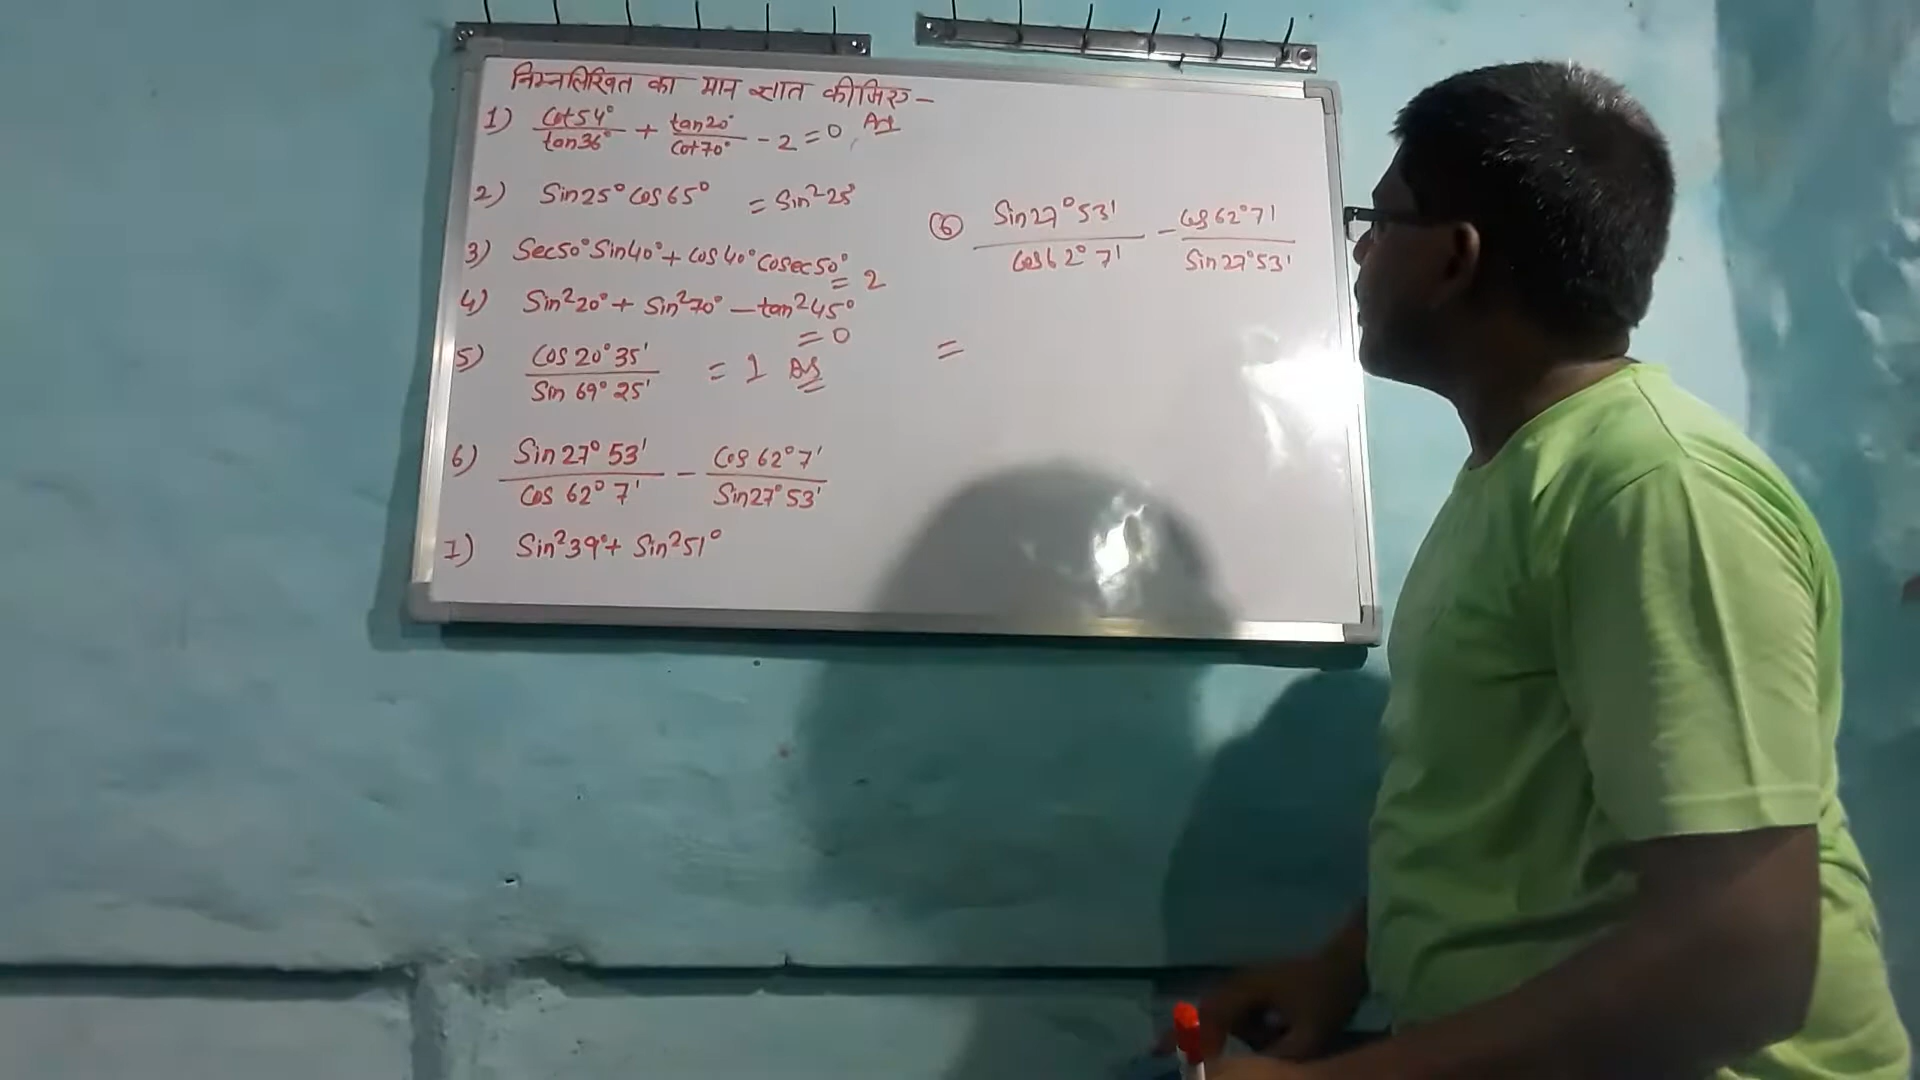 निम्नलिखित का मान ज्ञात कीजिए -
1) cot54°/tan36° + tan20°/cot70° - 2 = 0, Ans
2) Sin25° Cos65° = Sin²25°
3) Sec50° Sin40° + cos40° cosec50° = 2
4) Sin²20° + Sin²70° — tan²45° = 0
5) Cos 20° 35'/Sin 69° 25' = 1 Ans
6) Sin27° 53'/Cos 62° 7' - Cos 62° 7'/Sin27° 53'
7) Sin²39° + Sin²51°
⑥ Sin27° 53'/Cos62° 7' - Cos62° 7'/Sin27° 53'
=